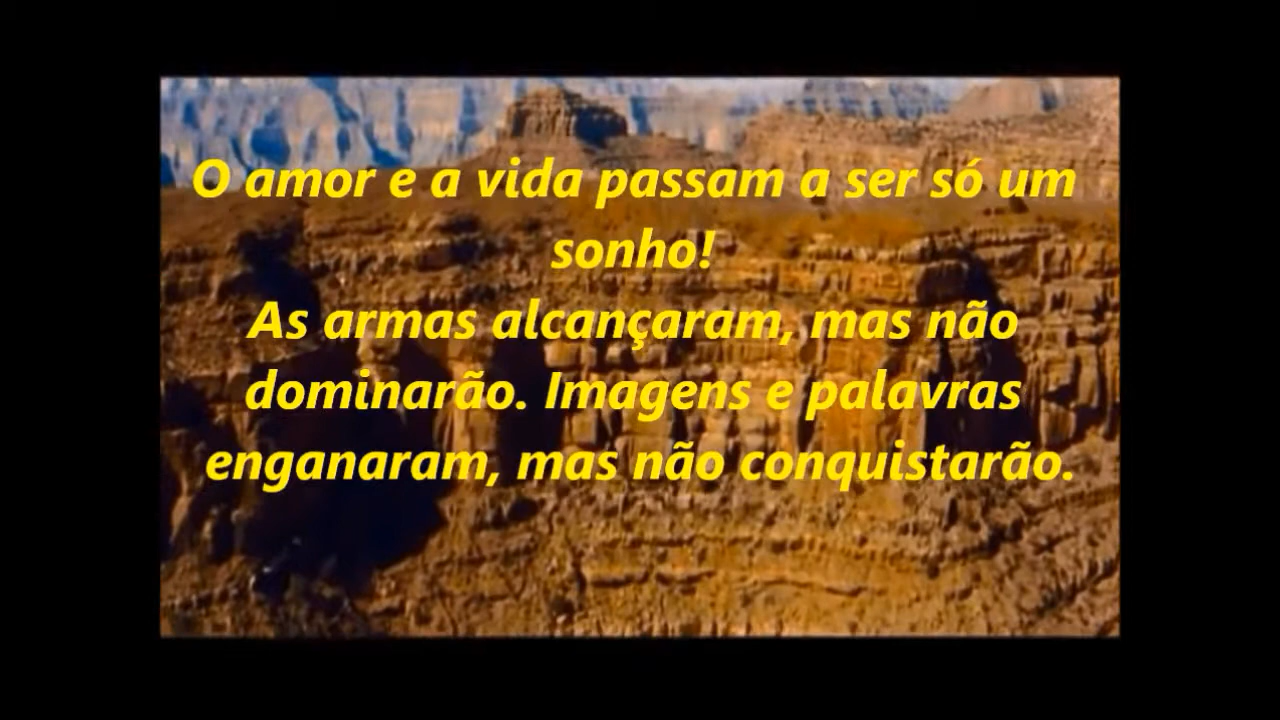 O amor e a vida passam a ser só um
sonho!
As armas alcançaram, mas não
dominarão. Imagens e palavras
enganaram, mas não conquistarão.